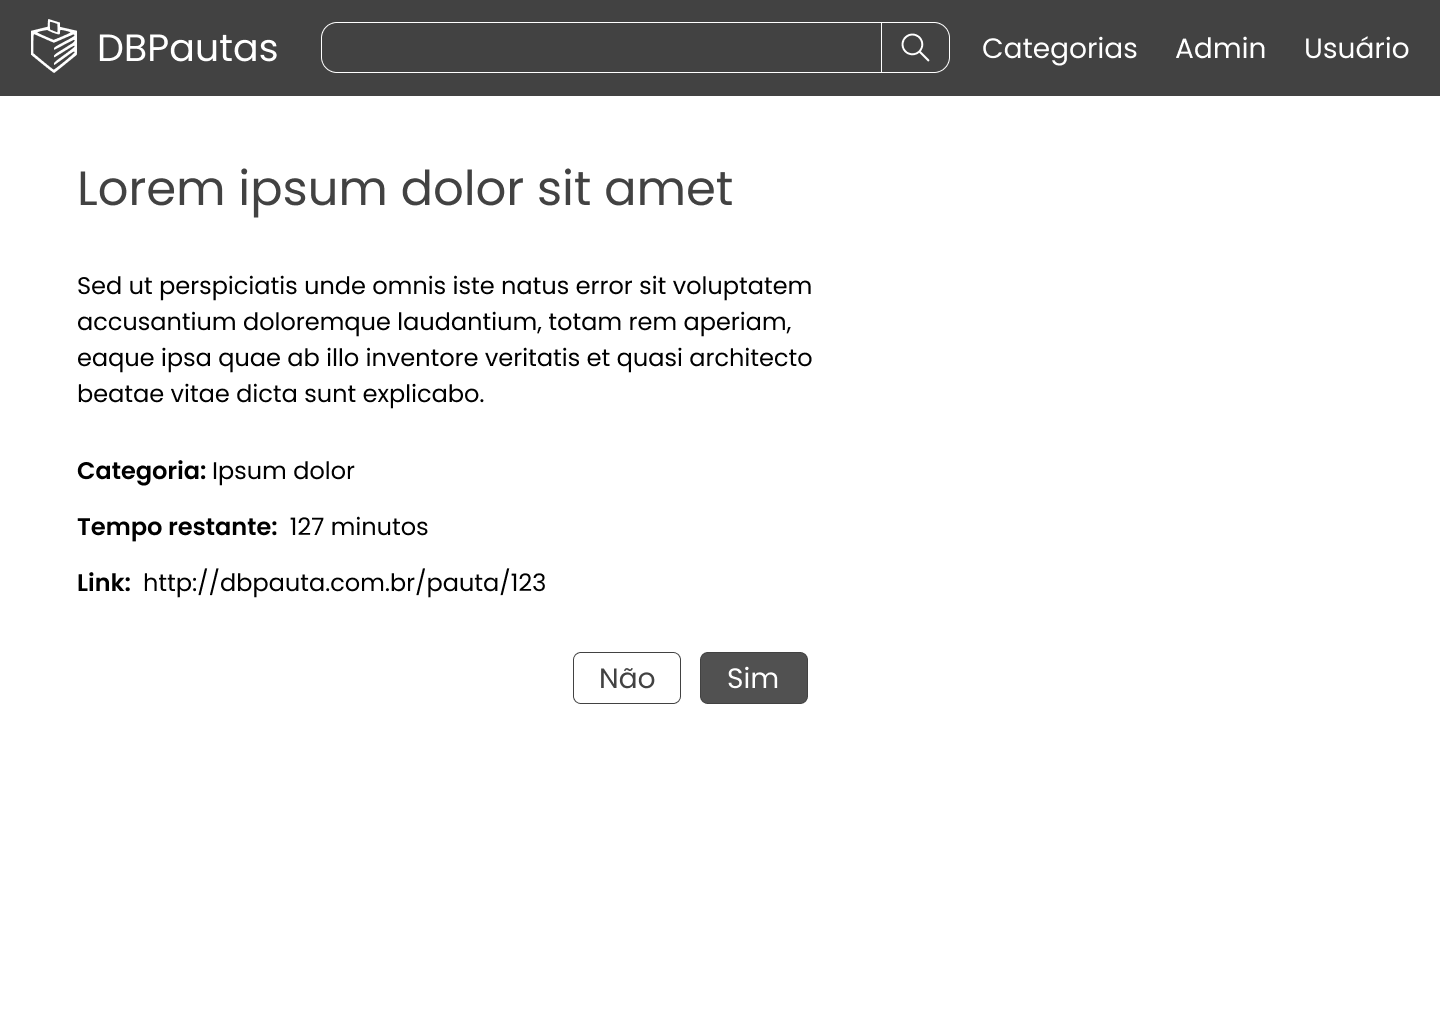 DBPautas
Categorias Admin Usuário
Lorem ipsum dolor sit amet
Sed ut perspiciatis unde omnis iste natus error sit voluptatem
accusantium doloremque laudantium, totam rem aperiam,
eaque ipsa quae ab illo inventore veritatis et quasi architecto
beatae vitae dicta sunt explicabo.
Categoria: Ipsum dolor
Tempo restante: 127 minutos
Link: http://dbpauta.com.br/pauta/123
Não Sim